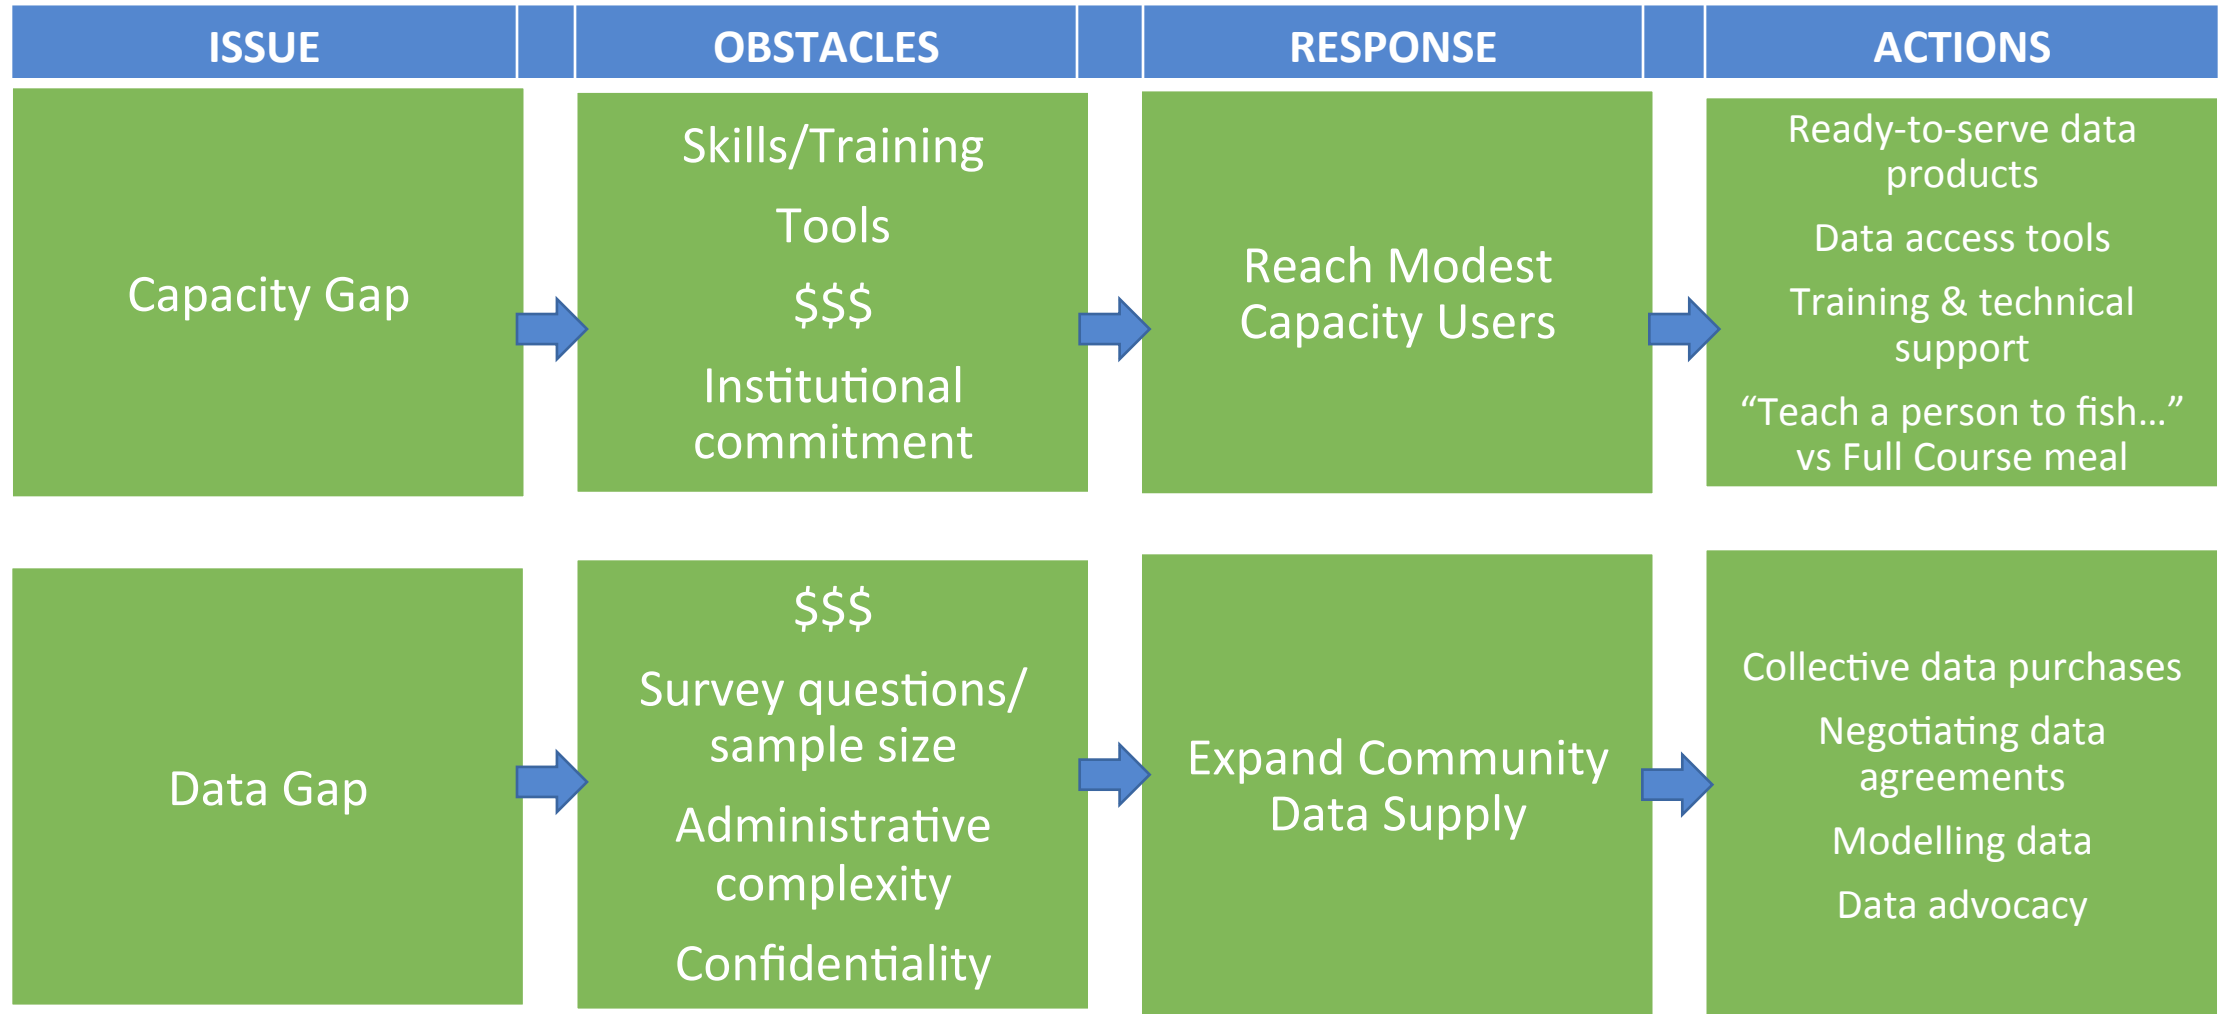 ISSUE
OBSTACLES
RESPONSE
ACTIONS
Capacity Gap
Skills/Training
Tools
$$$
Institutional
commitment
Reach Modest
Capacity Users
Ready-to-serve data
products
Data access tools
Training & technical
support
“Teach a person to fish…”
vs Full Course meal
Data Gap
$$$
Survey questions/
sample size
Administrative
complexity
Confidentiality
Expand Community
Data Supply
Collective data purchases
Negotiating data
agreements
Modelling data
Data advocacy